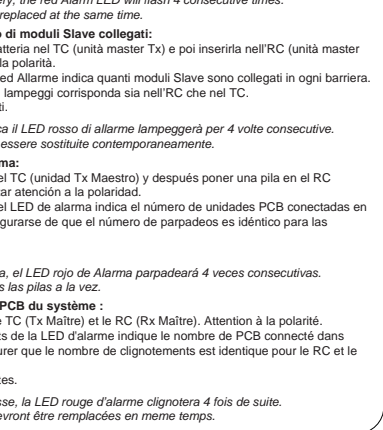 ry, the red Alarm LED will flash 4 consecutive times.
replaced at the same time.
o di moduli Slave collegati:
atteria nel TC (unità master Tx) e poi inserirla nell'RC (unità master
la polarità.
ed Allarme indica quanti moduli Slave sono collegati in ogni barriera.
i lampeggi corrisponda sia nell'RC che nel TC.
ti.
ca il LED rosso di allarme lampeggerà per 4 volte consecutive.
essere sostituite contemporaneamente.
ma:
el TC (unidad Tx Maestro) y después poner una pila en el RC
tar atención a la polaridad.
el LED de alarma indica el número de unidades PCB conectadas en
gurarse de que el número de parpadeos es idéntico para las
a, el LED rojo de Alarma parpadeará 4 veces consecutivas.
s las pilas a la vez.
PCB du système :
e TC (Tx Maître) et le RC (Rx Maître). Attention à la polarité.
ts de la LED d'alarme indique le nombre de PCB connecté dans
urer que le nombre de clignotements est identique pour le RC et le
tes.
sse, la LED rouge d'alarme clignotera 4 fois de suite.
evront être remplacées en meme temps.